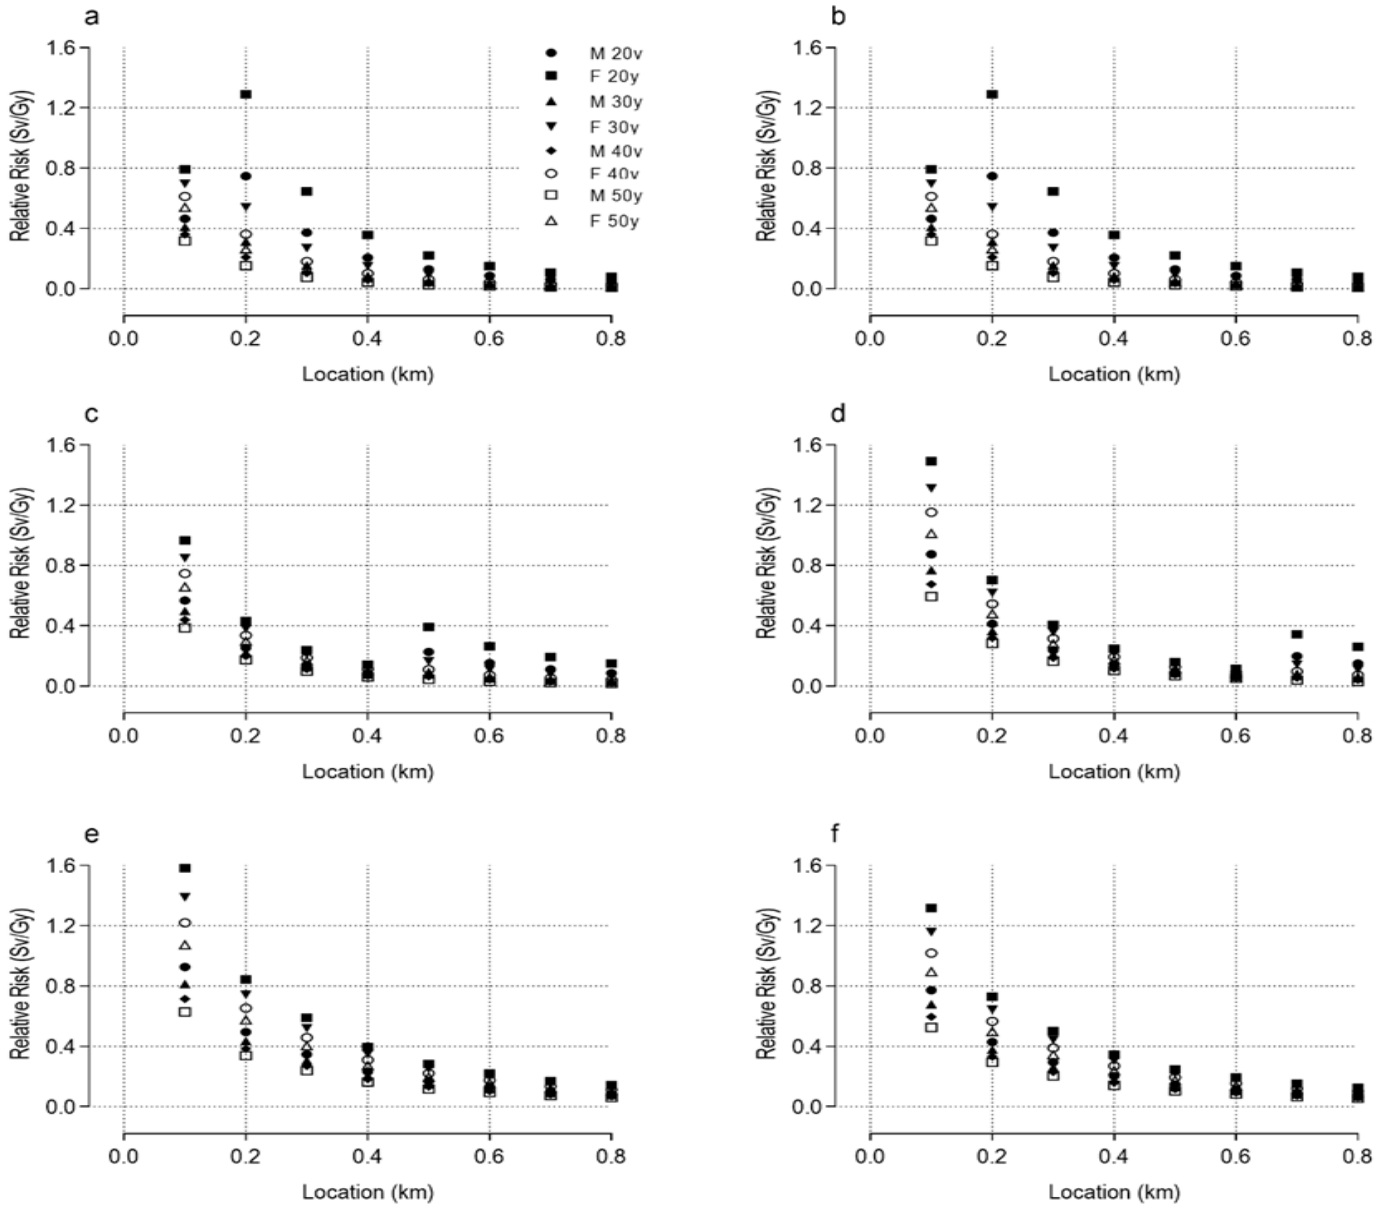 a
1.6
1.2
0.8
0.4
0.0
Relative Risk (Sv/Gy)
0.0 0.2 0.4 0.6 0.8
Location (km)
M 20y
F 20y
M 30y
F 30y
M 40y
F 40y
M 50y
F 50y
b
1.6
1.2
0.8
0.4
0.0
Relative Risk (Sv/Gy)
0.0 0.2 0.4 0.6 0.8
Location (km)
c
1.6
1.2
0.8
0.4
0.0
Relative Risk (Sv/Gy)
0.0 0.2 0.4 0.6 0.8
Location (km)
d
1.6
1.2
0.8
0.4
0.0
Relative Risk (Sv/Gy)
0.0 0.2 0.4 0.6 0.8
Location (km)
e
1.6
1.2
0.8
0.4
0.0
Relative Risk (Sv/Gy)
0.0 0.2 0.4 0.6 0.8
Location (km)
f
1.6
1.2
0.8
0.4
0.0
Relative Risk (Sv/Gy)
0.0 0.2 0.4 0.6 0.8
Location (km)